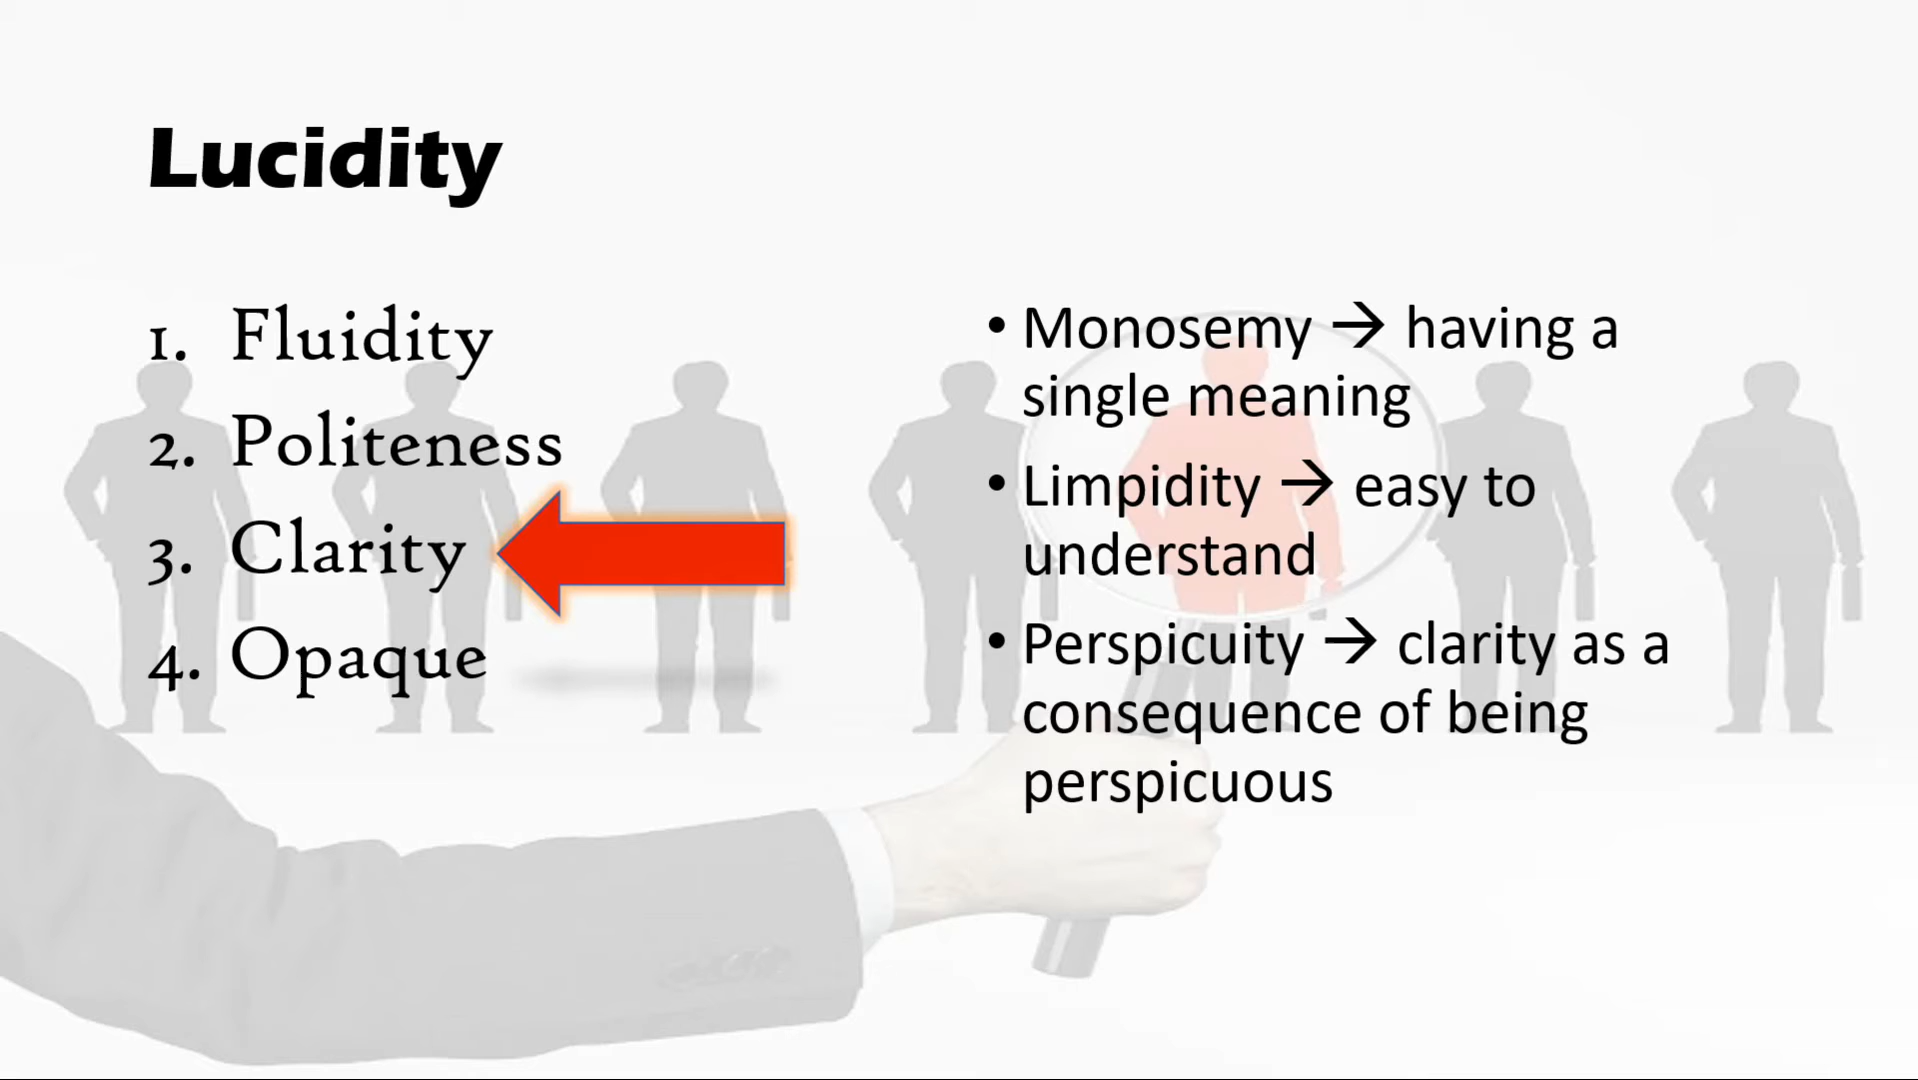 Lucidity
1. Fluidity
2. Politeness
3. Clarity
4. Opaque
• Monosemy → having a
single meaning
• Limpidity → easy to
understand
• Perspicuity → clarity as a
consequence of being
perspicuous